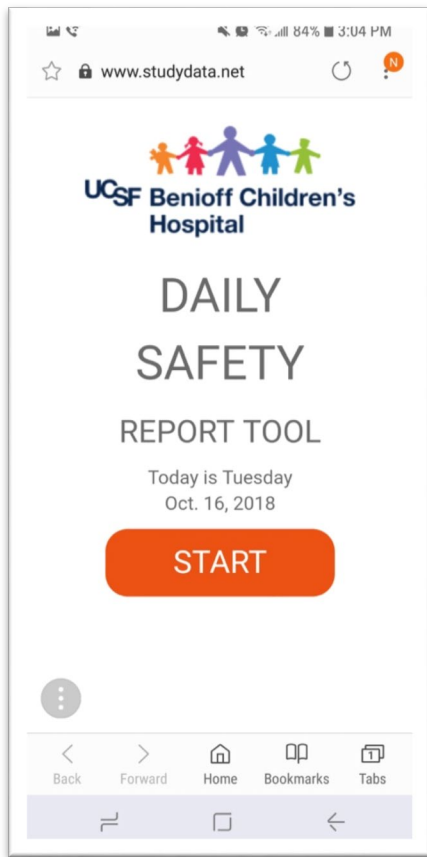 84% 3:04 PM
www.studydata.net
N
UCSF Benioff Children's
Hospital
DAILY
SAFETY
REPORT TOOL
Today is Tuesday
Oct. 16, 2018
START
1
Back Forward Home Bookmarks Tabs